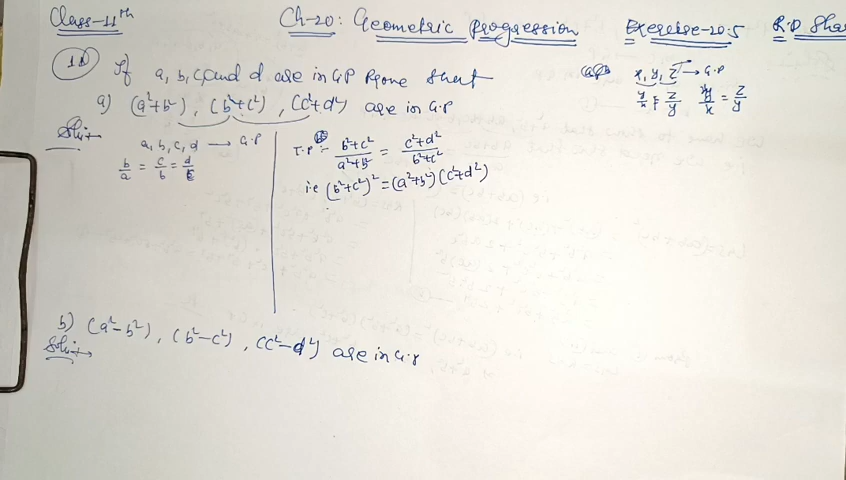 Class-11th Ch-20: Geometric progression Exercise-20.5 R.D Sha
11) If a, b, c, and d are in G.P Prove that
a) (a²+b²), (b²+c²), (c²+d²) are in G.P
x, y, z → G.P
y/x = z/y y/x = z/y
Soln:-
a, b, c, d → G.P
b/a = c/b = d/c
T.P :- b²+c²/a²+b² = c²+d²/b²+c²
i.e (b²+c²)² = (a²+b²)(c²+d²)
b) (a²-b²), (b²-c²), (c²-d²) are in G.P
Soln:-